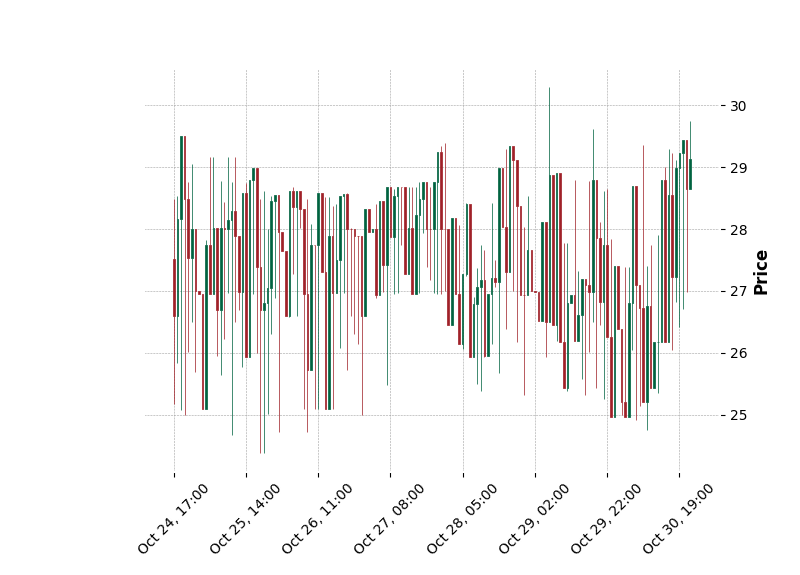 30
29
28
27
26
25
Price
Oct 24, 17:00
Oct 25, 14:00
Oct 26, 11:00
Oct 27, 08:00
Oct 28, 05:00
Oct 29, 02:00
Oct 29, 22:00
Oct 30, 19:00